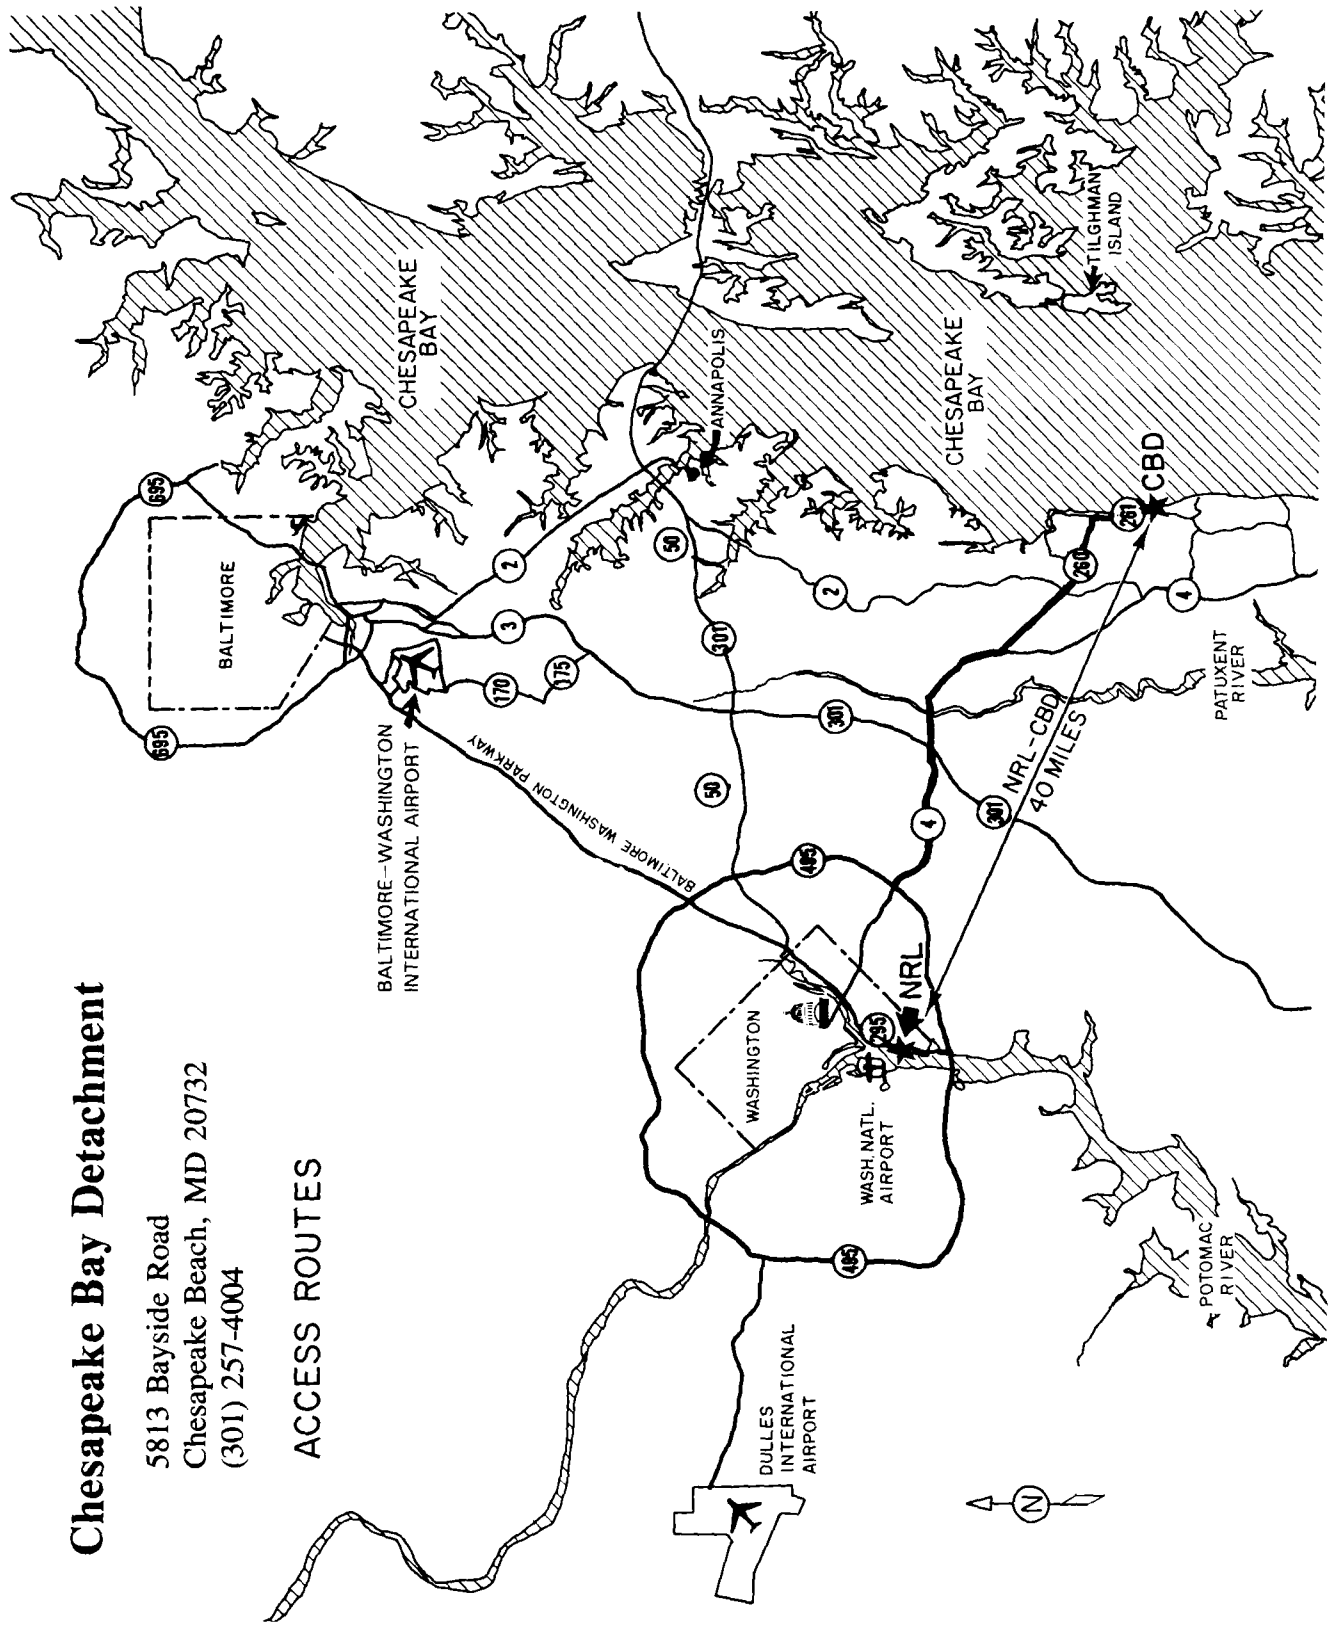 Chesapeake Bay Detachment
5813 Bayside Road
Chesapeake Beach, MD 20732
(301) 257-4004
ACCESS ROUTES
695
695
BALTIMORE
CHESAPEAKE
BAY
BALTIMORE-WASHINGTON
INTERNATIONAL AIRPORT
2
3
170
175
BALTIMORE WASHINGTON PARKWAY
50
ANNAPOLIS
301
50
2
301
495
WASHINGTON
295
NRL
WASH. NATL.
AIRPORT
495
DULLES
INTERNATIONAL
AIRPORT
4
CHESAPEAKE
BAY
TILGHMAN
ISLAND
260
261
CBD
4
301
NRL-CBD
40 MILES
PATUXENT
RIVER
POTOMAC
RIVER
N